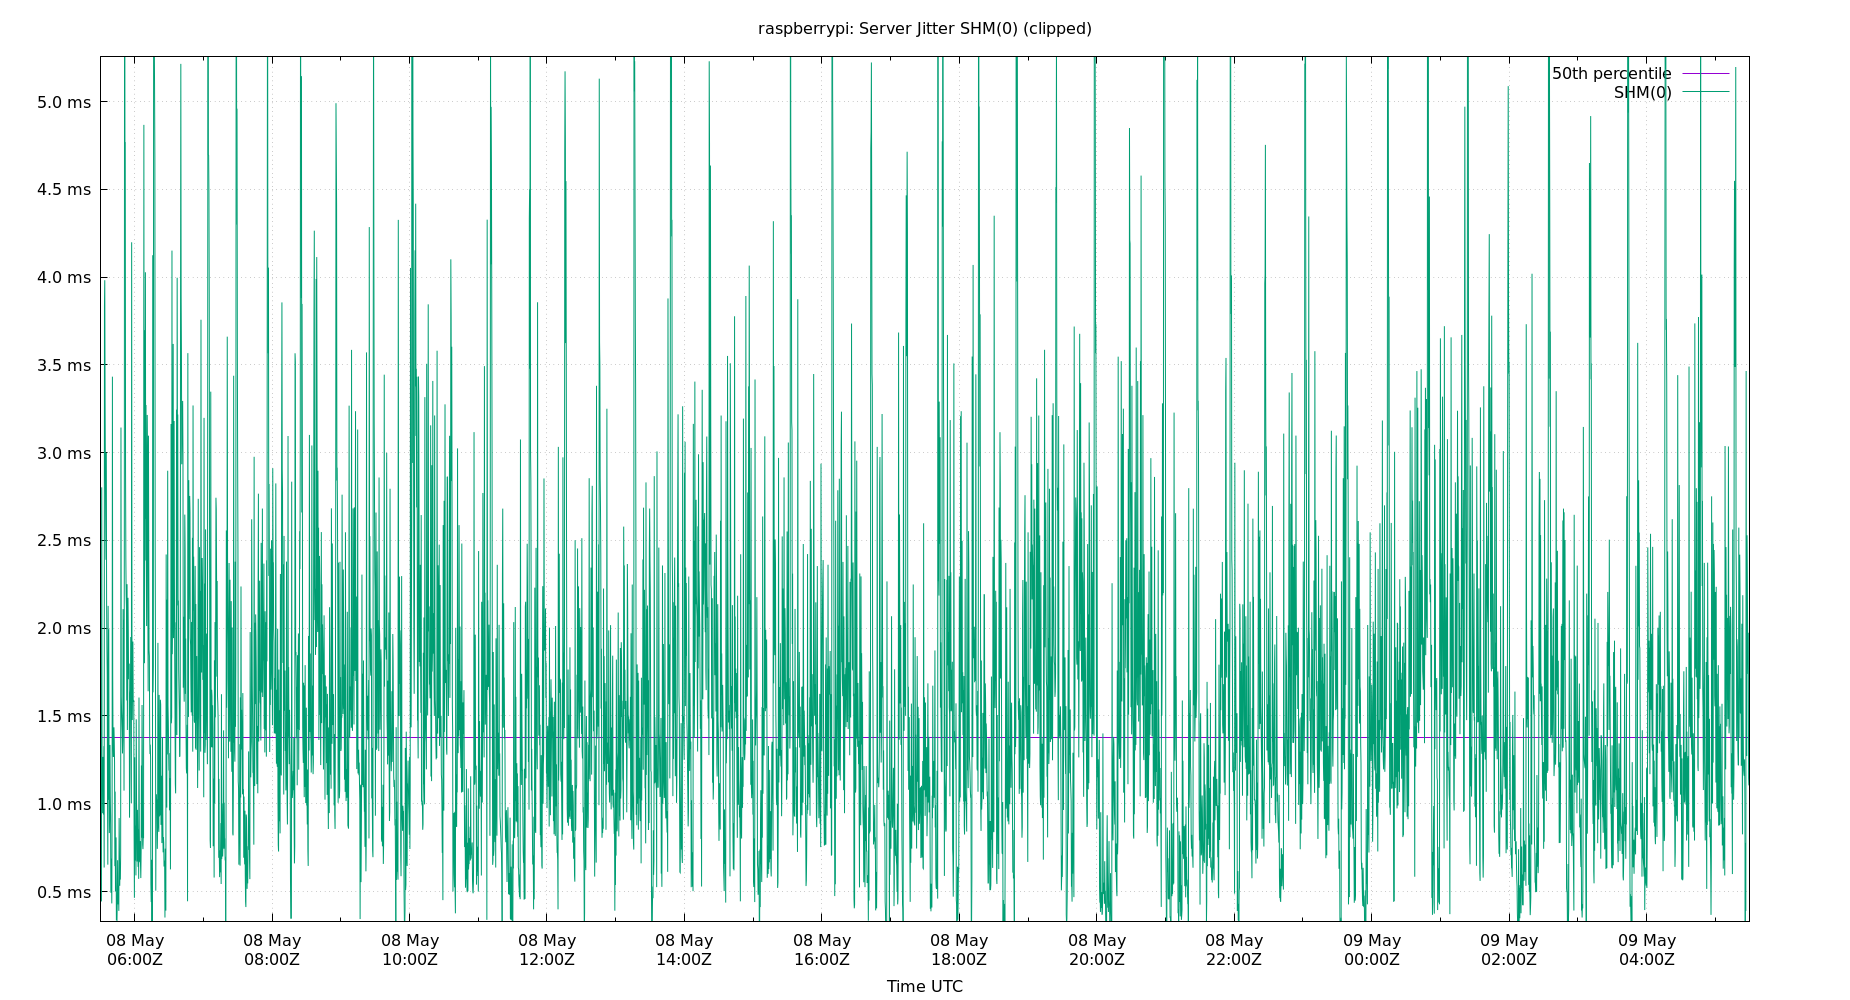 raspberrypi: Server Jitter SHM(0) (clipped)
50th percentile
SHM(0)
5.0 ms
4.5 ms
4.0 ms
3.5 ms
3.0 ms
2.5 ms
2.0 ms
1.5 ms
1.0 ms
0.5 ms
08 May 08 May 08 May 08 May 08 May 08 May 08 May 08 May 08 May 09 May 09 May 09 May
06:00Z 08:00Z 10:00Z 12:00Z 14:00Z 16:00Z 18:00Z 20:00Z 22:00Z 00:00Z 02:00Z 04:00Z
Time UTC